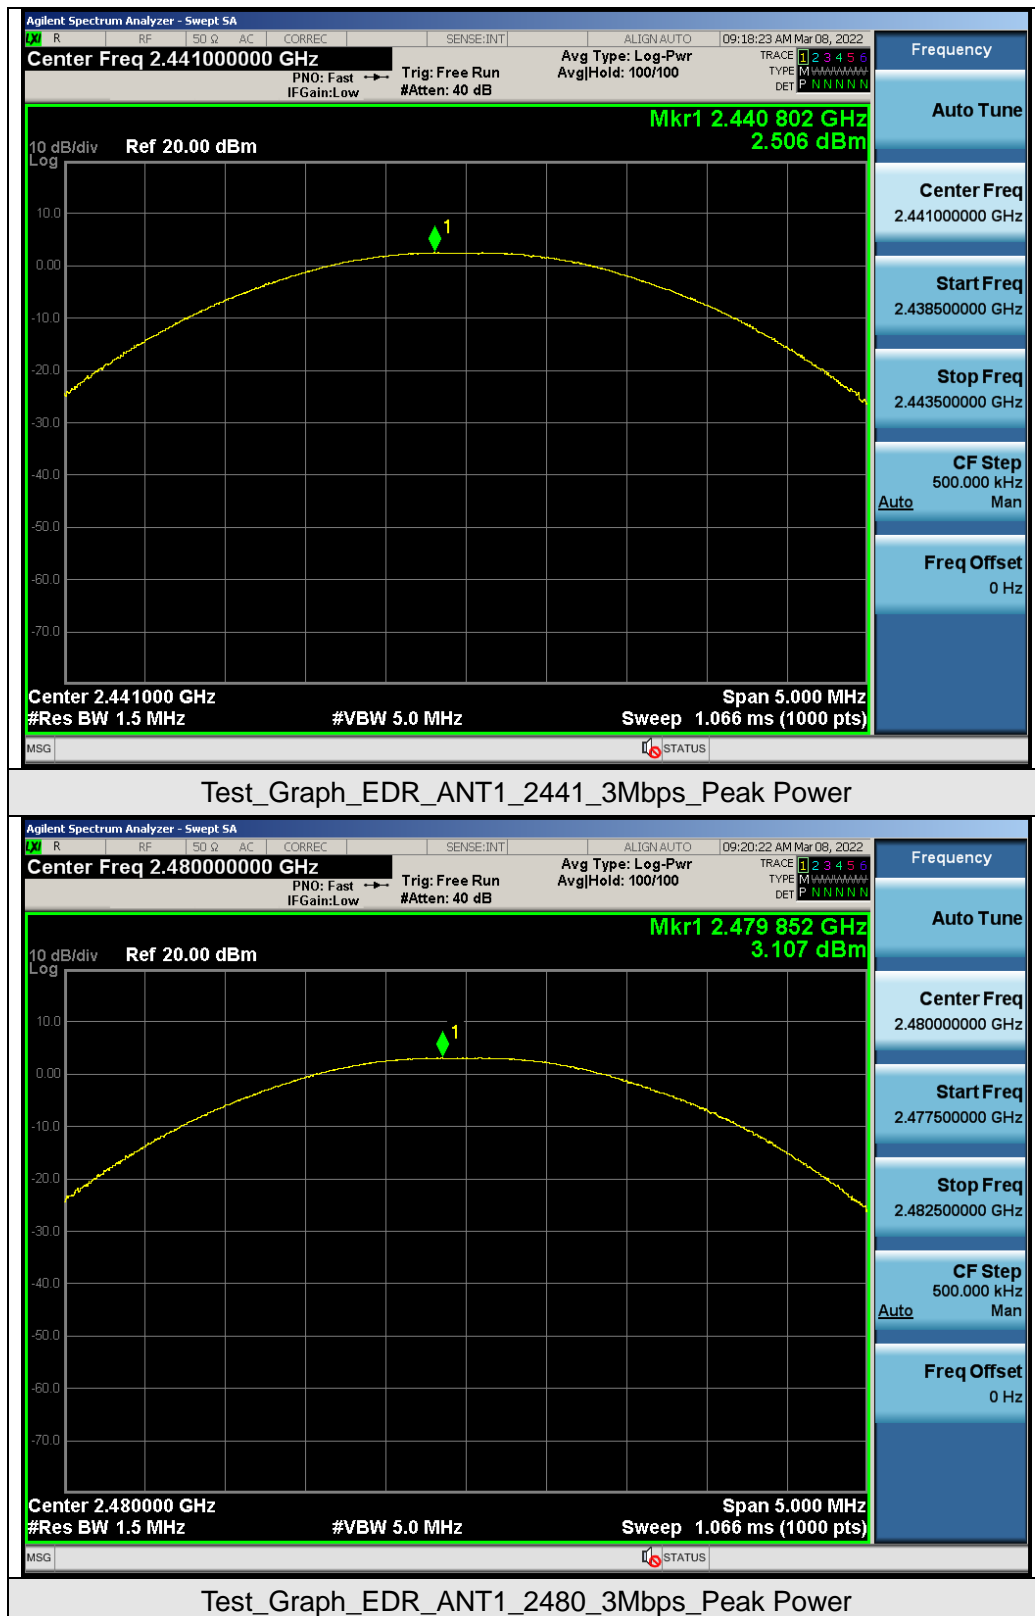 Agilent Spectrum Analyzer - Swept SA
LXI R RF 50 Ω AC CORREC SENSE:INT ALIGN AUTO 09:18:23 AM Mar 08, 2022
Center Freq 2.441000000 GHz
PNO: Fast
IFGain:Low
Trig: Free Run
#Atten: 40 dB
Avg Type: Log-Pwr
Avg|Hold: 100/100
TRACE 1 2 3 4 5 6
TYPE M WWWWW
DET P N N N N N
Mkr1 2.440 802 GHz
2.506 dBm
10 dB/div Ref 20.00 dBm
Log
10.0
0.00
-10.0
-20.0
-30.0
-40.0
-50.0
-60.0
-70.0
1
Center 2.441000 GHz Span 5.000 MHz
#Res BW 1.5 MHz #VBW 5.0 MHz Sweep 1.066 ms (1000 pts)
MSG STATUS
Frequency
Auto Tune
Center Freq
2.441000000 GHz
Start Freq
2.438500000 GHz
Stop Freq
2.443500000 GHz
CF Step
500.000 kHz
Auto Man
Freq Offset
0 Hz
Test_Graph_EDR_ANT1_2441_3Mbps_Peak Power
Agilent Spectrum Analyzer - Swept SA
LXI R RF 50 Ω AC CORREC SENSE:INT ALIGN AUTO 09:20:22 AM Mar 08, 2022
Center Freq 2.480000000 GHz
PNO: Fast
IFGain:Low
Trig: Free Run
#Atten: 40 dB
Avg Type: Log-Pwr
Avg|Hold: 100/100
TRACE 1 2 3 4 5 6
TYPE M WWWWW
DET P N N N N N
Mkr1 2.479 852 GHz
3.107 dBm
10 dB/div Ref 20.00 dBm
Log
10.0
0.00
-10.0
-20.0
-30.0
-40.0
-50.0
-60.0
-70.0
1
Center 2.480000 GHz Span 5.000 MHz
#Res BW 1.5 MHz #VBW 5.0 MHz Sweep 1.066 ms (1000 pts)
MSG STATUS
Frequency
Auto Tune
Center Freq
2.480000000 GHz
Start Freq
2.477500000 GHz
Stop Freq
2.482500000 GHz
CF Step
500.000 kHz
Auto Man
Freq Offset
0 Hz
Test_Graph_EDR_ANT1_2480_3Mbps_Peak Power